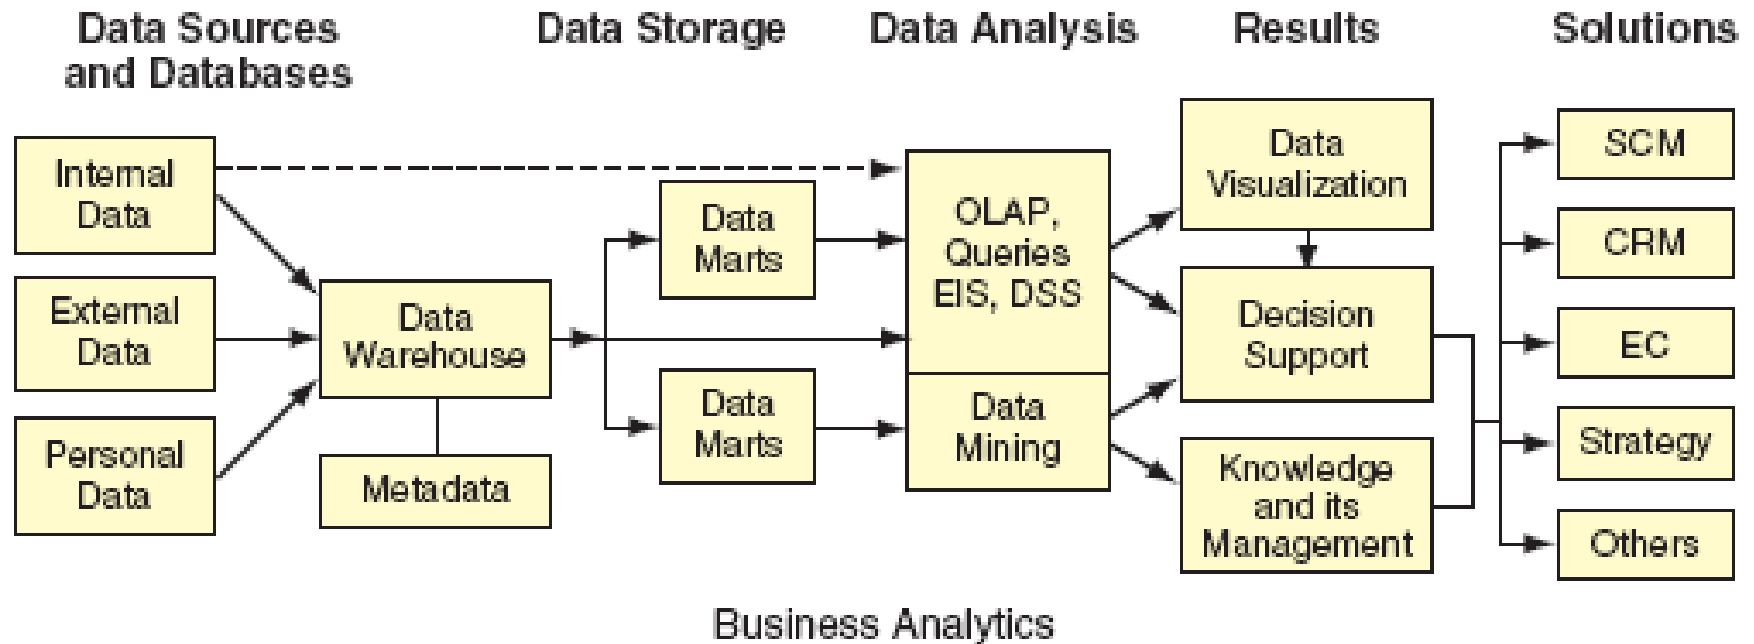 Data Sources
and Databases
Data Storage
Data Analysis
Results
Solutions
Internal
Data
External
Data
Personal
Data
Data
Warehouse
Metadata
Data
Marts
Data
Marts
OLAP,
Queries
EIS, DSS
Data
Mining
Data
Visualization
Decision
Support
Knowledge
and its
Management
SCM
CRM
EC
Strategy
Others
Business Analytics